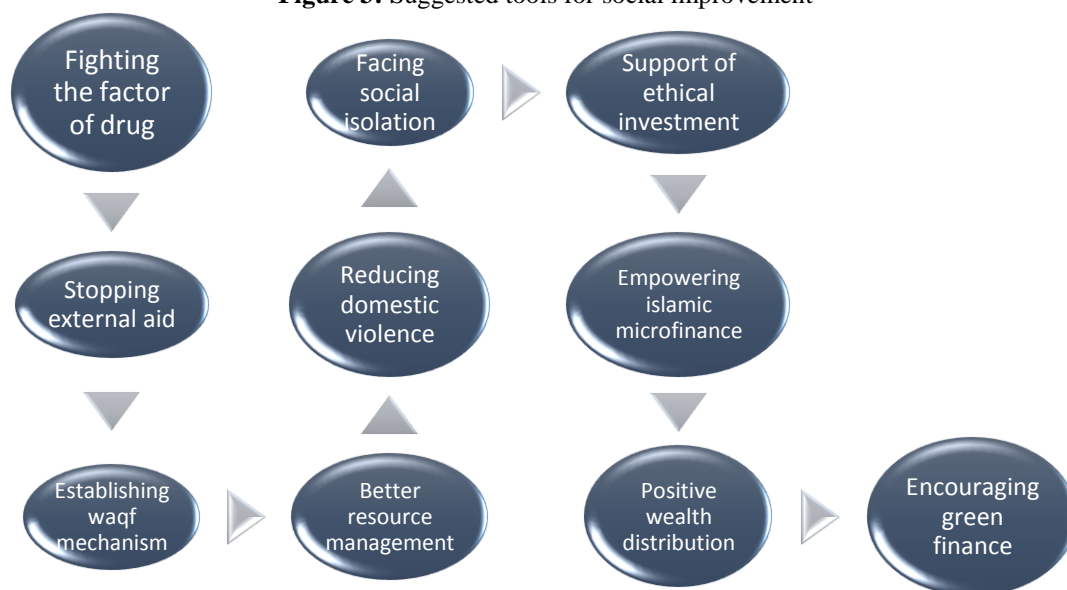 Figure 3: Suggested tools for social improvement
Fighting
the factor
of drug
Stopping
external aid
Establishing
waqf
mechanism
Better
resource
management
Reducing
domestic
violence
Facing
social
isolation
Support of
ethical
investment
Empowering
islamic
microfinance
Positive
wealth
distribution
Encouraging
green
finance